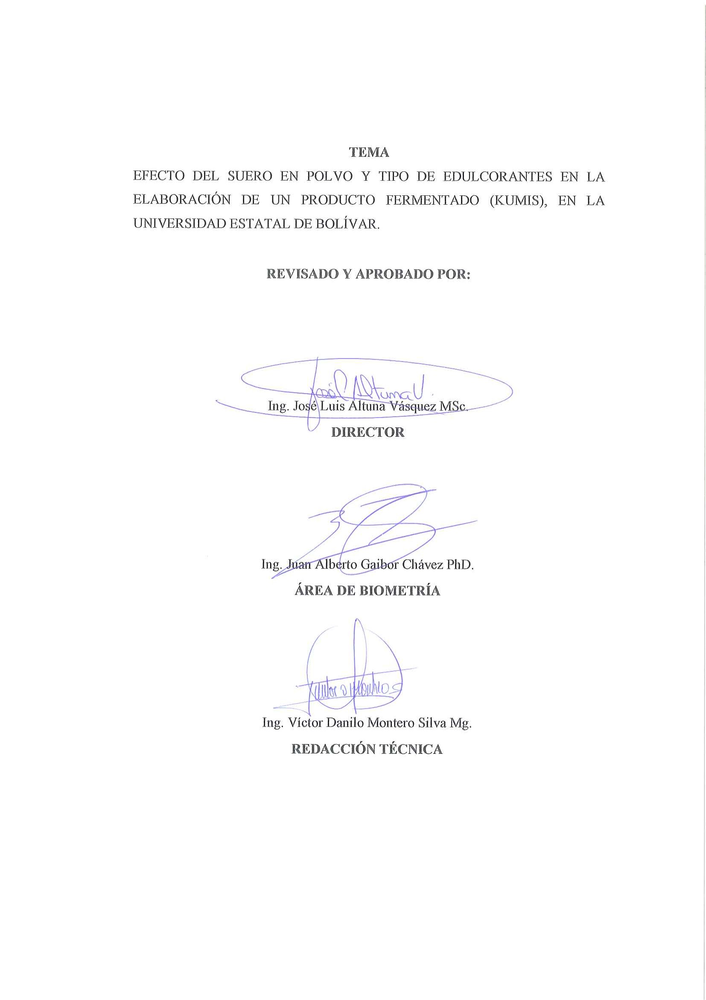 TEMA
EFECTO DEL SUERO EN POLVO Y TIPO DE EDULCORANTES EN LA
ELABORACIÓN DE UN PRODUCTO FERMENTADO (KUMIS), EN LA
UNIVERSIDAD ESTATAL DE BOLÍVAR.
REVISADO Y APROBADO POR:
José L Altuna V.
Ing. José Luis Altuna Vásquez MSc.
DIRECTOR
Ing. Juan Alberto Gaibor Chávez PhD.
ÁREA DE BIOMETRÍA
Ing. Víctor Danilo Montero Silva Mg.
REDACCIÓN TÉCNICA